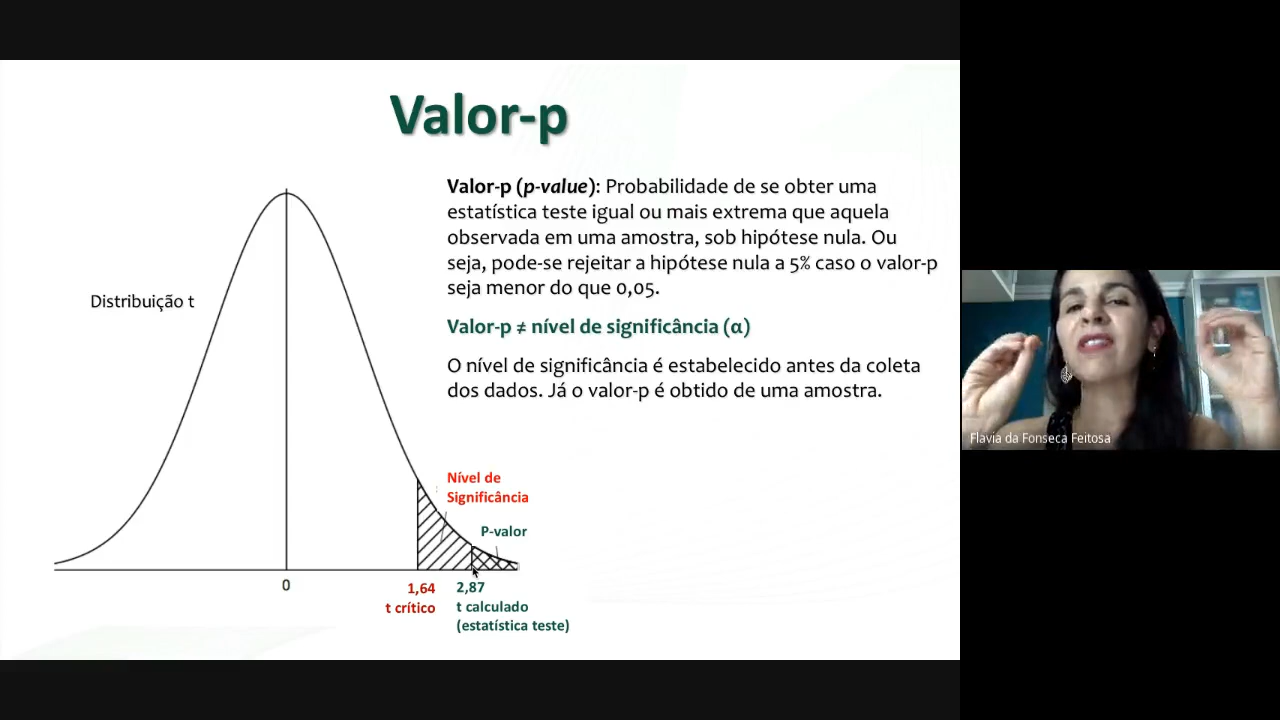 Valor-p
Valor-p (p-value): Probabilidade de se obter uma
estatística teste igual ou mais extrema que aquela
observada em uma amostra, sob hipótese nula. Ou
seja, pode-se rejeitar a hipótese nula a 5% caso o valor-p
seja menor do que 0,05.
Valor-p ≠ nível de significância (α)
O nível de significância é estabelecido antes da coleta
dos dados. Já o valor-p é obtido de uma amostra.
Distribuição t
Nível de
Significância
P-valor
0
1,64
t crítico
2,87
t calculado
(estatística teste)
Flavia da Fonseca Feitosa